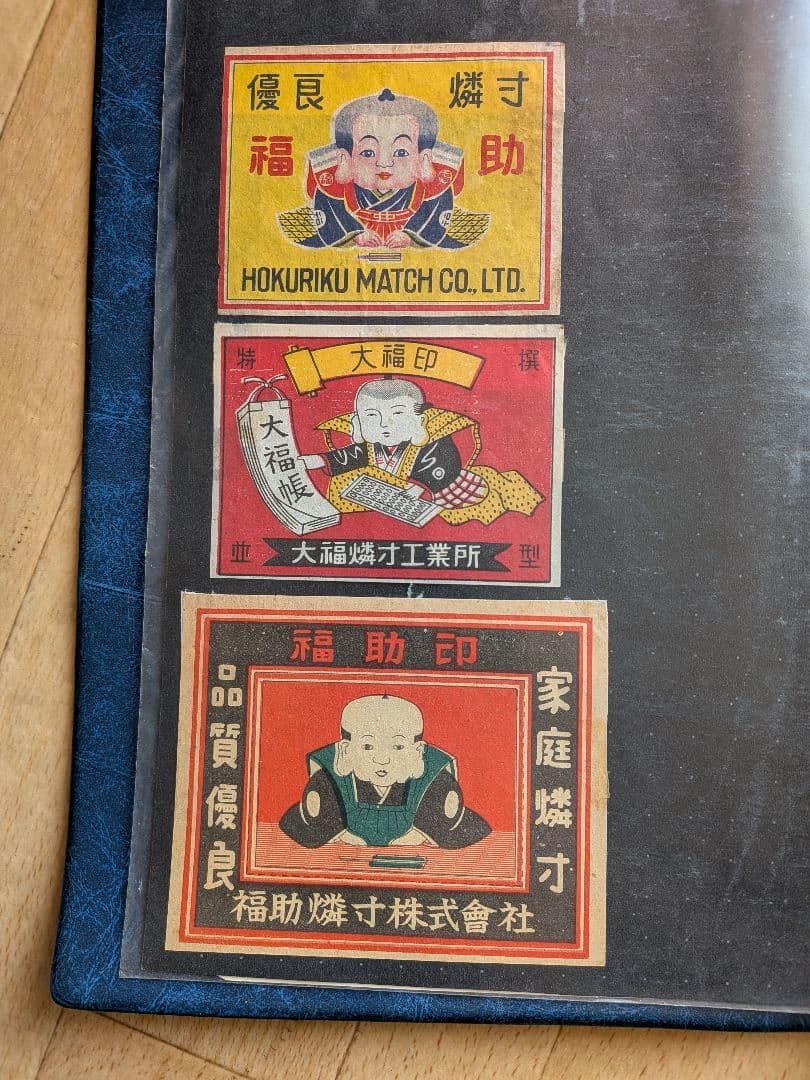 優良 燐寸
福 助
HOKURIKU MATCH CO., LTD.
特 撰
大福印
大福帳
並 型
大福燐才工業所
福助印
品質優良
家庭燐才
福助燐寸株式會社